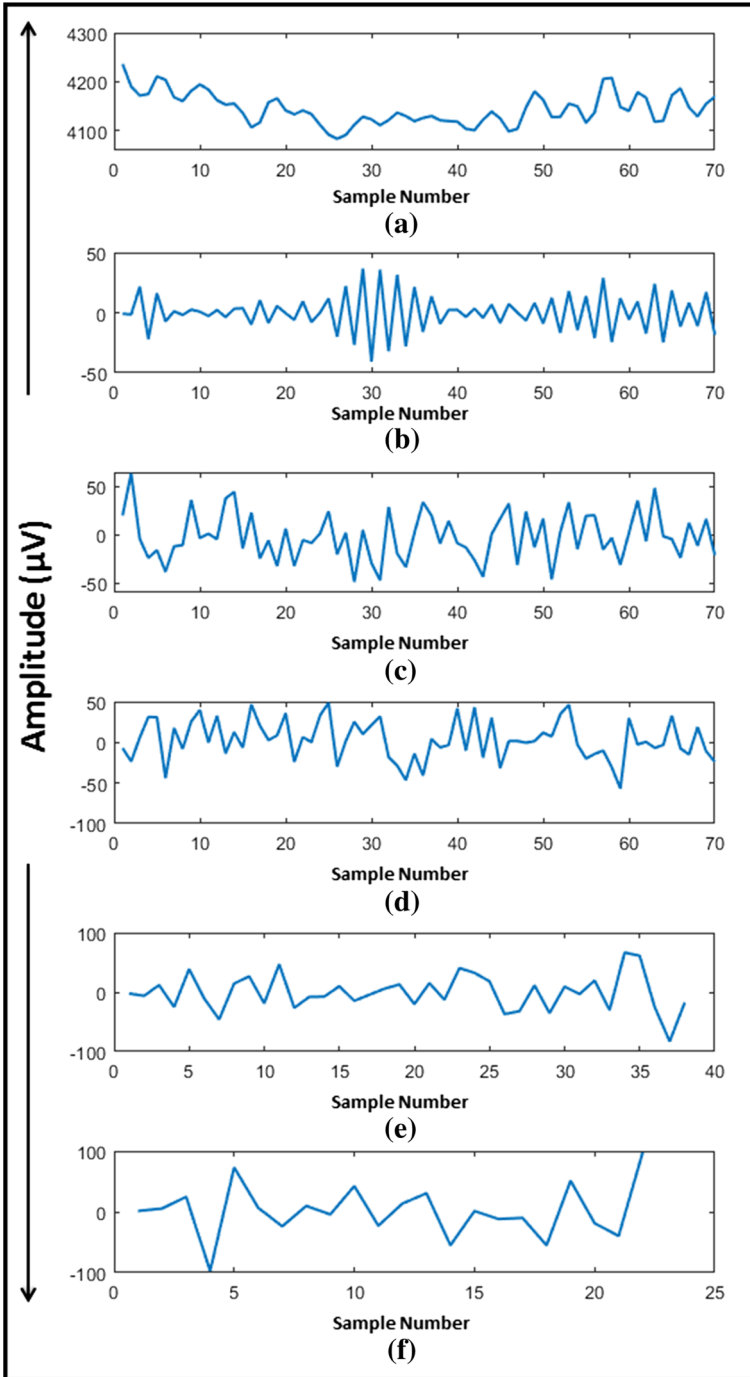 Amplitude (μV)
4300
4200
4100
0 10 20 30 40 50 60 70
Sample Number
(a)
50
0
-50
0 10 20 30 40 50 60 70
Sample Number
(b)
50
0
-50
0 10 20 30 40 50 60 70
Sample Number
(c)
50
0
-50
-100
0 10 20 30 40 50 60 70
Sample Number
(d)
100
0
-100
0 5 10 15 20 25 30 35 40
Sample Number
(e)
100
0
-100
0 5 10 15 20 25
Sample Number
(f)